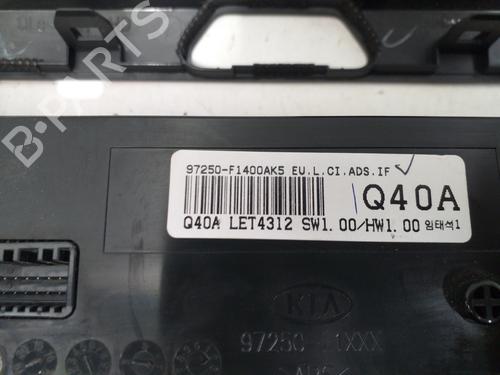 B-PARTS
97250-F1400AK5 EU.L.CI.ADS.IF
Q40A
Q40A LET4312 SW1.00/HW1.00 임태석1
KIA
97250